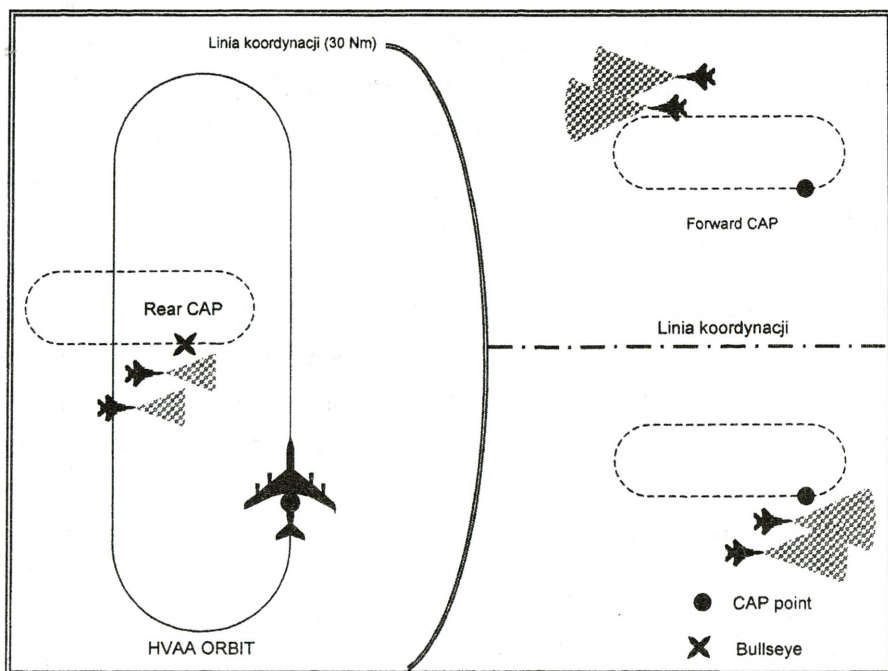 Linia koordynacji (30 Nm)
Forward CAP
Rear CAP
Linia koordynacji
CAP point
HVAA ORBIT
Bullseye